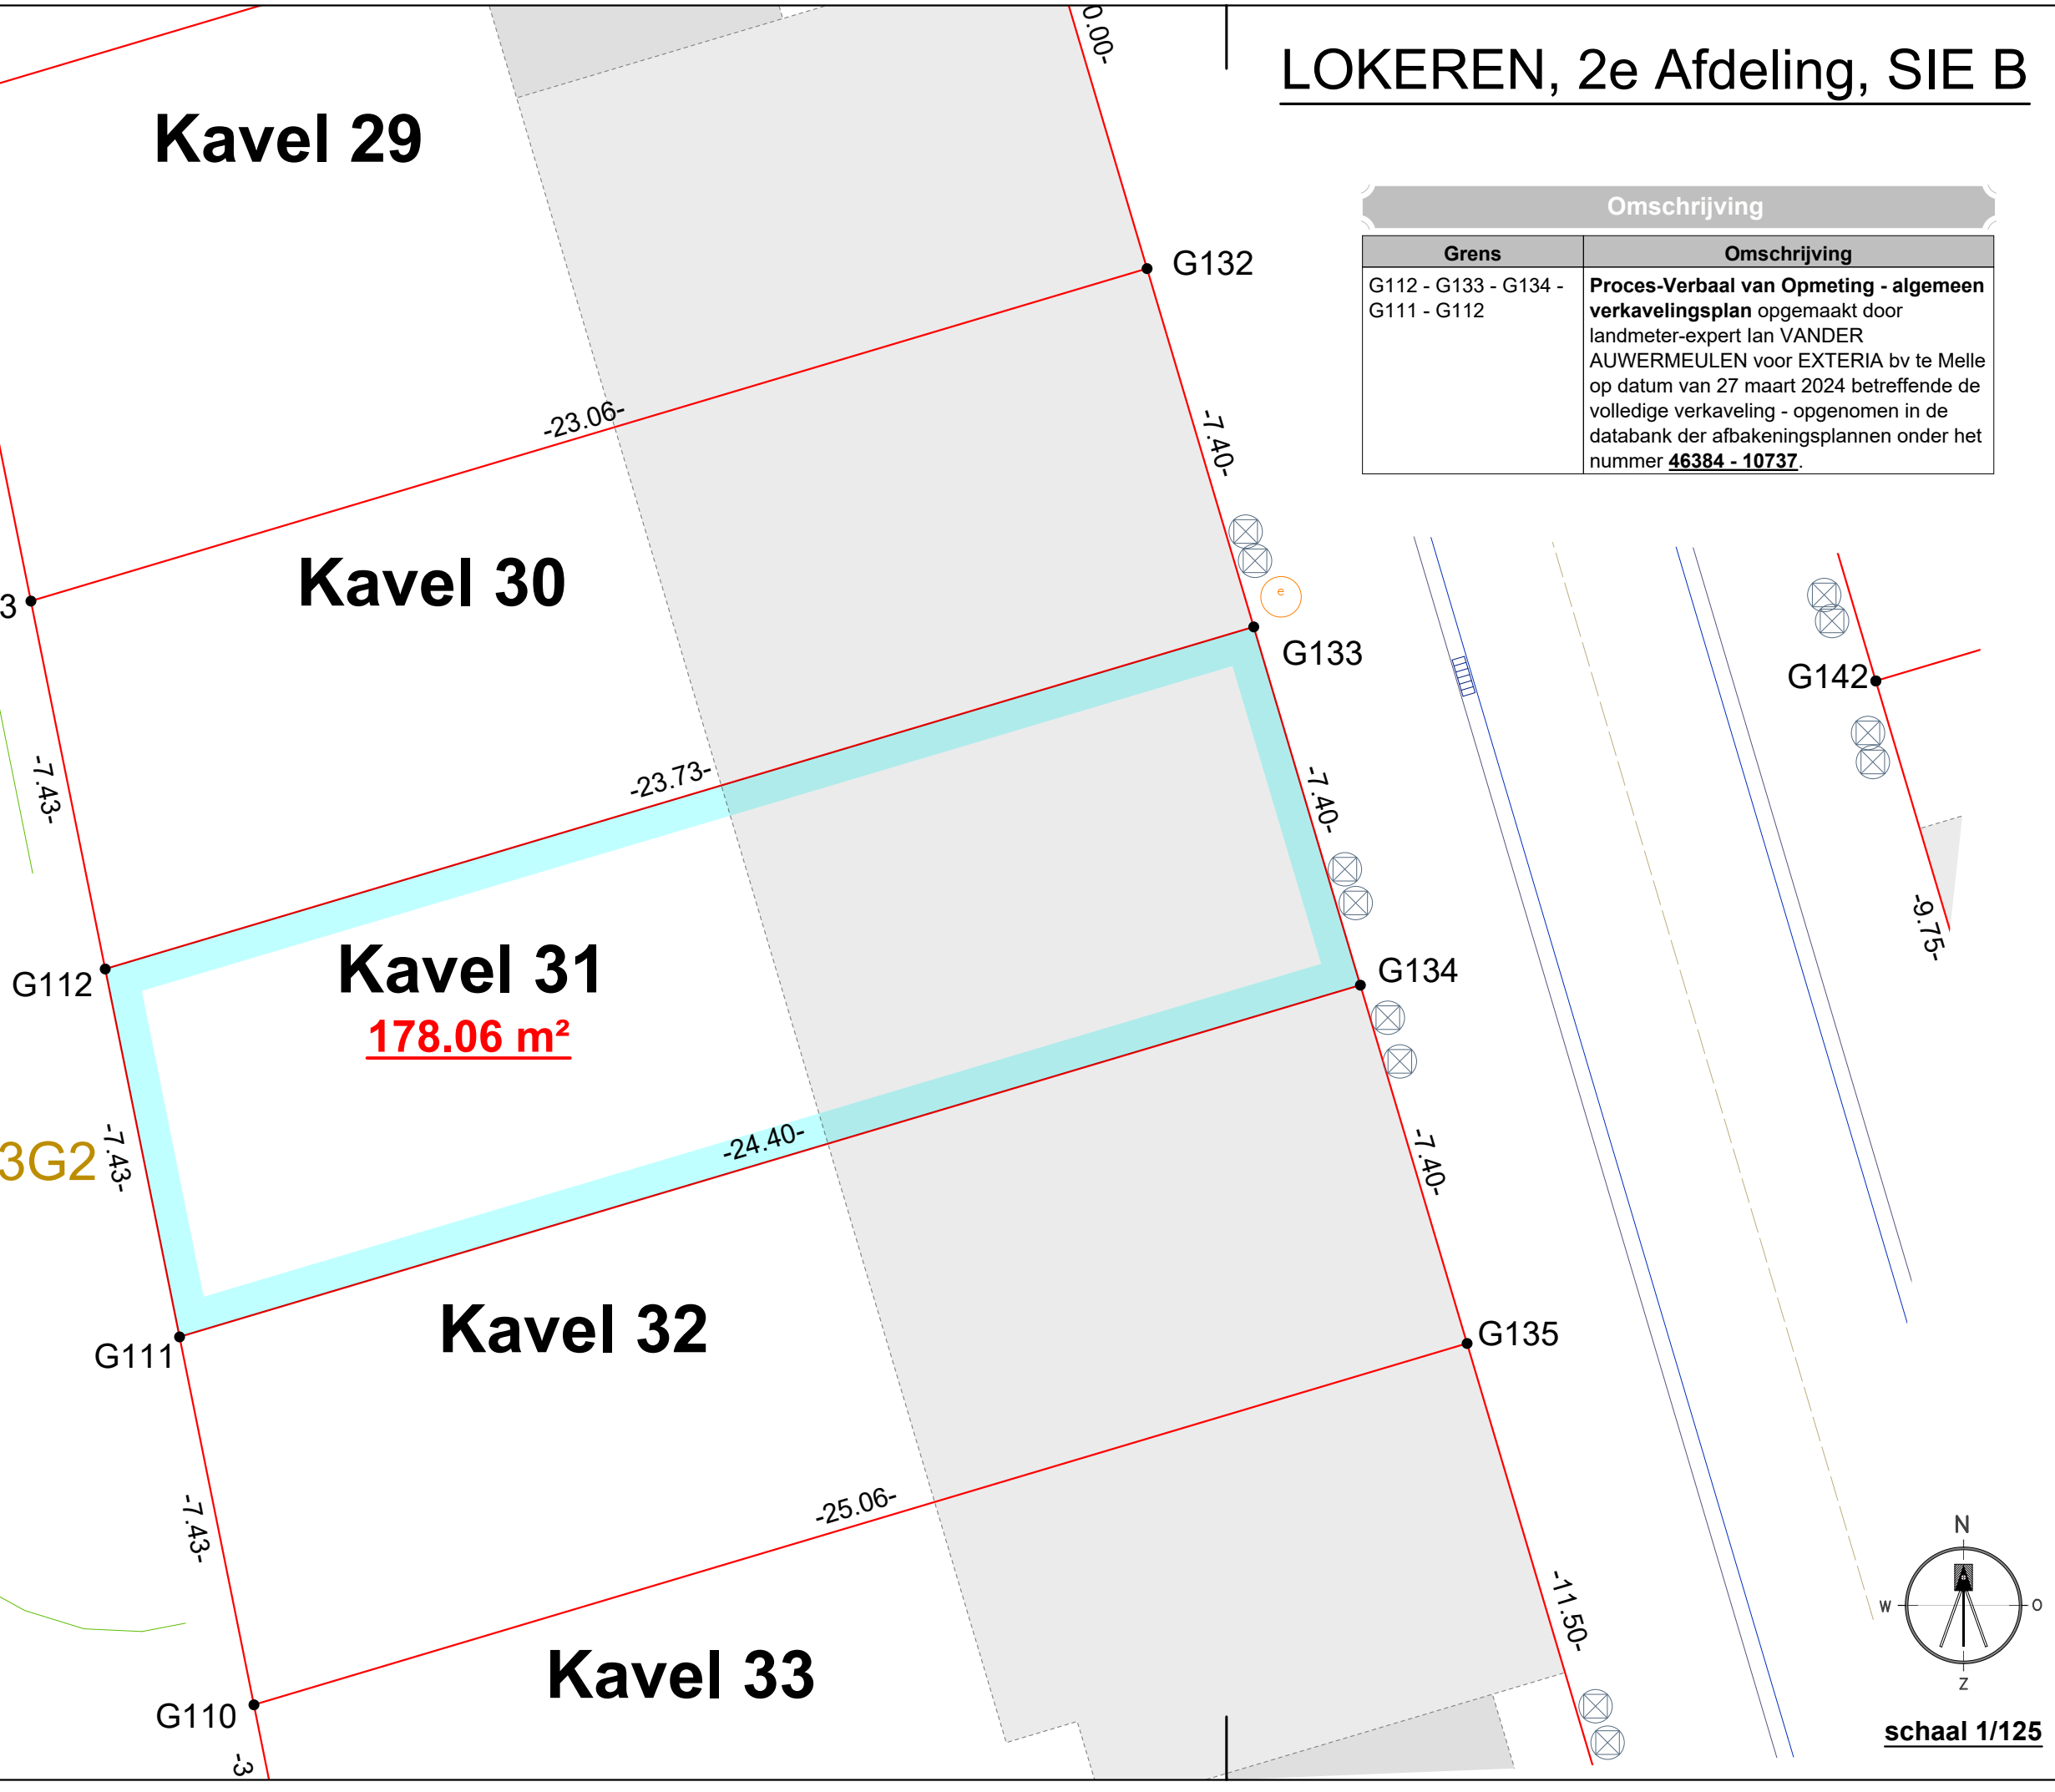 LOKEREN, 2e Afdeling, SIE B
Omschrijving
Grens
Omschrijving
G112 - G133 - G134 -
G111 - G112
Proces-Verbaal van Opmeting - algemeen
verkavelingsplan opgemaakt door
landmeter-expert Ian VANDER
AUWERMEULEN voor EXTERIA bv te Melle
op datum van 27 maart 2024 betreffende de
volledige verkaveling - opgenomen in de
databank der afbakeningsplannen onder het
nummer 46384 - 10737.
0.00-
Kavel 29
G132
-23.06-
-7.40-
Kavel 30
3
e
G133
G142
-7.43-
-23.73-
-7.40-
-9.75-
Kavel 31
178.06 m²
G112
G134
-7.43-
3G2
-24.40-
-7.40-
Kavel 32
G111
G135
-7.43-
-25.06-
-11.50-
Kavel 33
G110
-3
N
W
O
Z
schaal 1/125